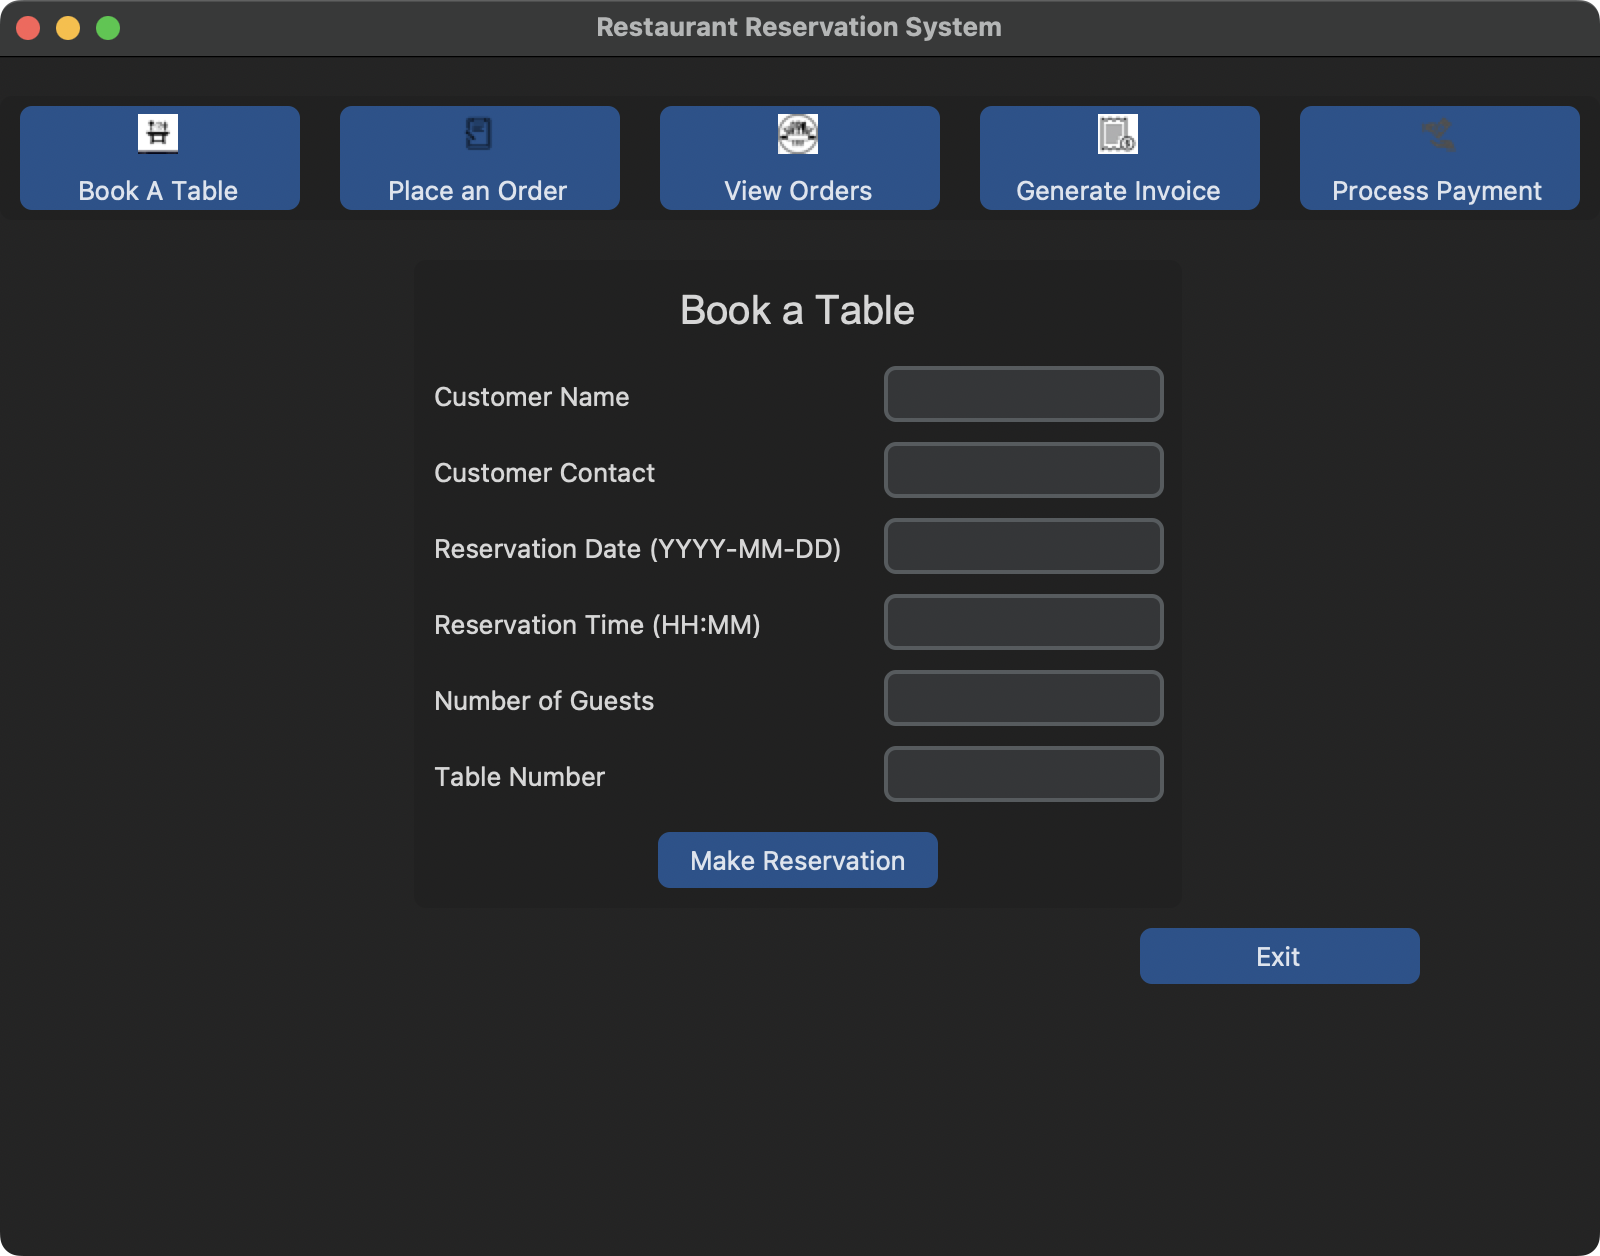 Restaurant Reservation System
Book A Table
Place an Order
View Orders
Generate Invoice
Process Payment
Book a Table
Customer Name
Customer Contact
Reservation Date (YYYY-MM-DD)
Reservation Time (HH:MM)
Number of Guests
Table Number
Make Reservation
Exit